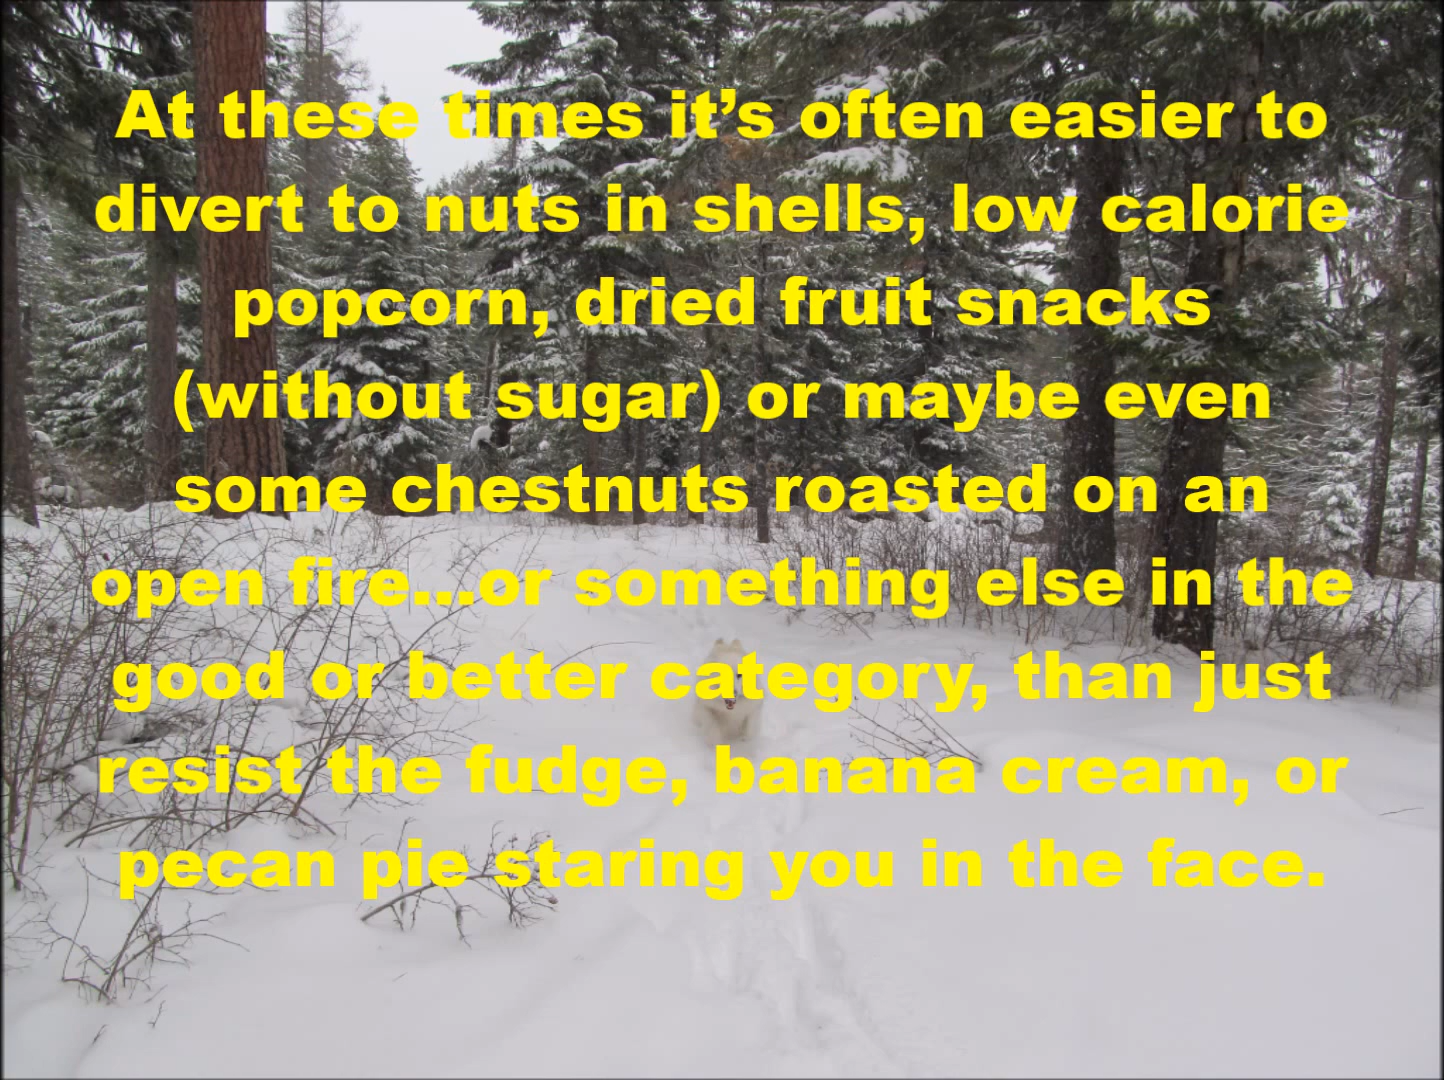 At these times it’s often easier to
divert to nuts in shells, low calorie
popcorn, dried fruit snacks
(without sugar) or maybe even
some chestnuts roasted on an
open fire...or something else in the
good or better category, than just
resist the fudge, banana cream, or
pecan pie staring you in the face.